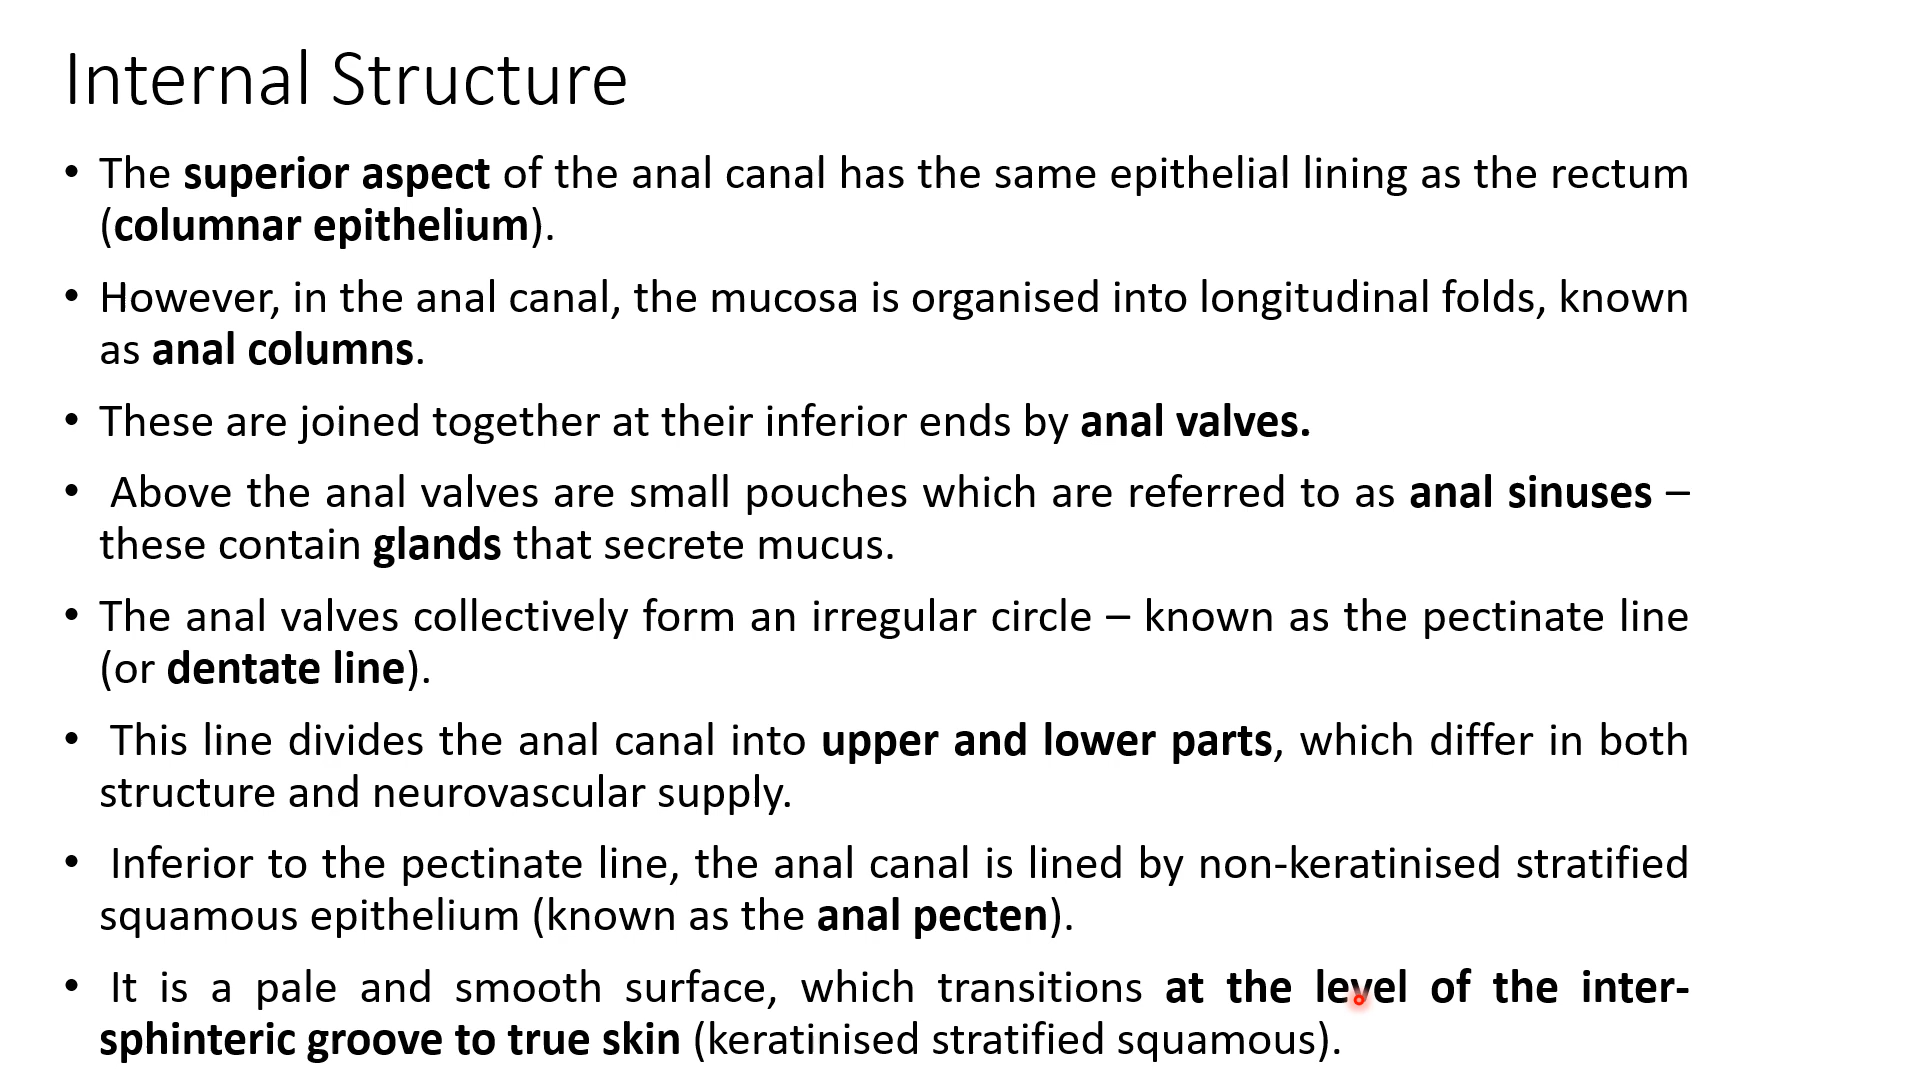 Internal Structure
• The superior aspect of the anal canal has the same epithelial lining as the rectum
(columnar epithelium).
• However, in the anal canal, the mucosa is organised into longitudinal folds, known
as anal columns.
• These are joined together at their inferior ends by anal valves.
• Above the anal valves are small pouches which are referred to as anal sinuses –
these contain glands that secrete mucus.
• The anal valves collectively form an irregular circle – known as the pectinate line
(or dentate line).
• This line divides the anal canal into upper and lower parts, which differ in both
structure and neurovascular supply.
• Inferior to the pectinate line, the anal canal is lined by non-keratinised stratified
squamous epithelium (known as the anal pecten).
• It is a pale and smooth surface, which transitions at the level of the inter-
sphinteric groove to true skin (keratinised stratified squamous).